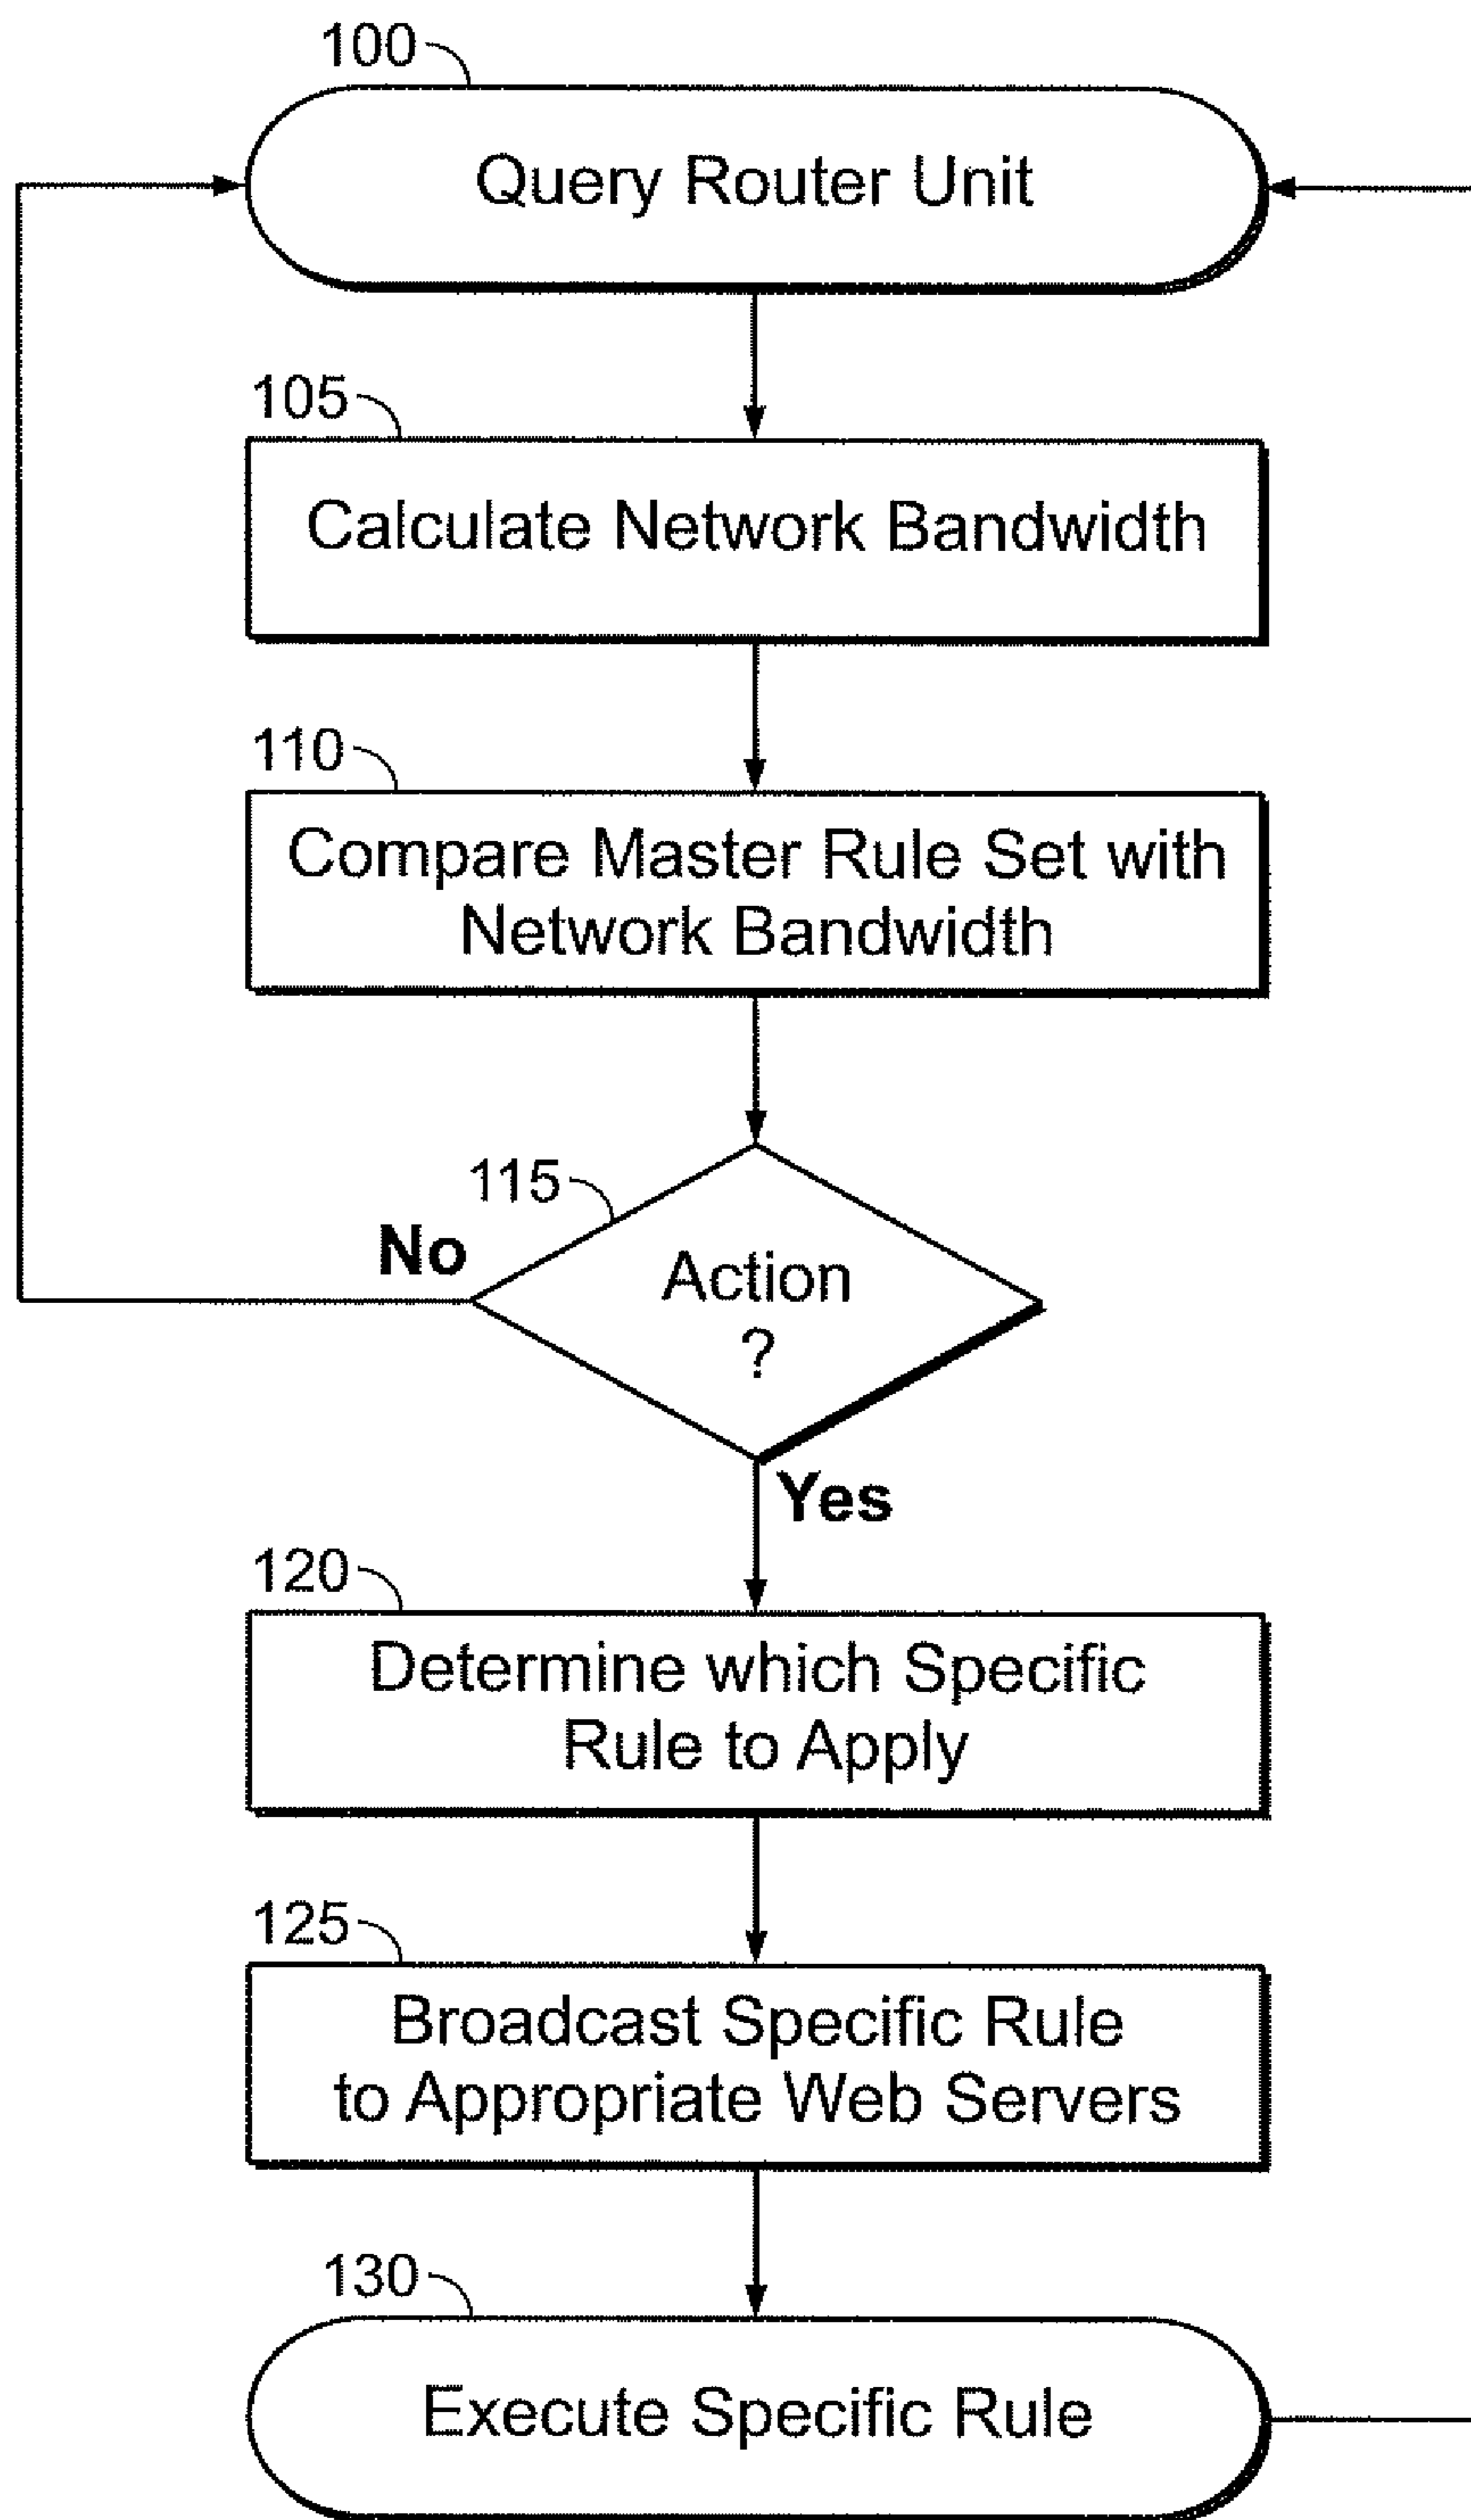 100
Query Router Unit
105
Calculate Network Bandwidth
110
Compare Master Rule Set with
Network Bandwidth
115
No
Action
?
Yes
120
Determine which Specific
Rule to Apply
125
Broadcast Specific Rule
to Appropriate Web Servers
130
Execute Specific Rule